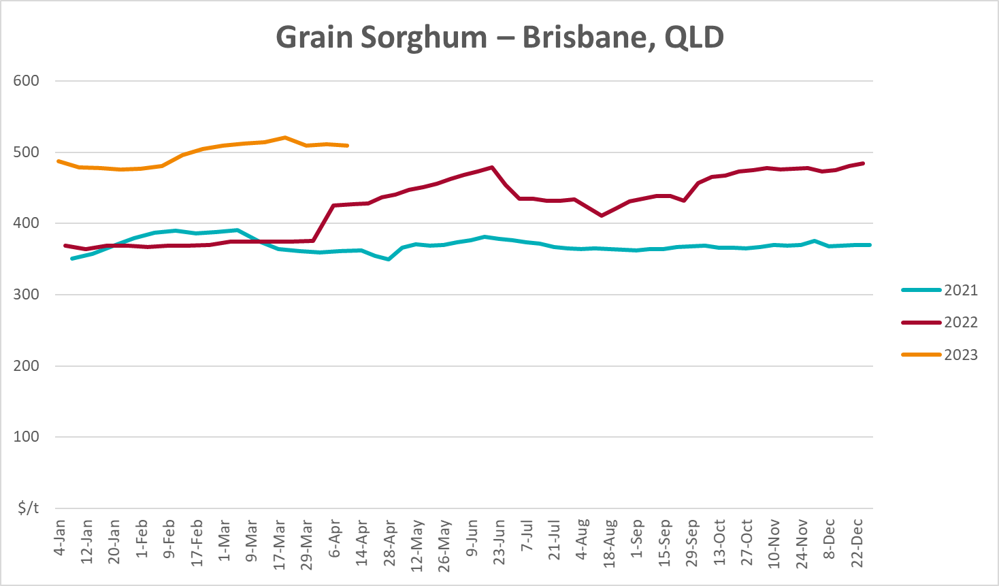 Grain Sorghum – Brisbane, QLD
600
500
400
300
200
100
$/t
2021
2022
2023
4-Jan
12-Jan
20-Jan
1-Feb
9-Feb
17-Feb
1-Mar
9-Mar
17-Mar
29-Mar
6-Apr
14-Apr
28-Apr
12-May
26-May
9-Jun
23-Jun
7-Jul
21-Jul
4-Aug
18-Aug
1-Sep
15-Sep
29-Sep
13-Oct
27-Oct
10-Nov
24-Nov
8-Dec
22-Dec